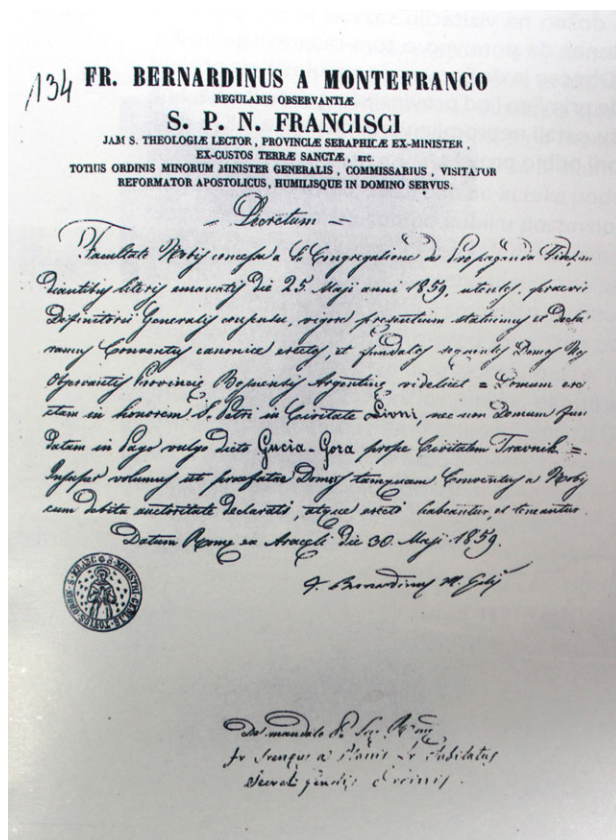 134
FR. BERNARDINUS A MONTEFRANCO
REGULARIS OBSERVANTIÆ
S. P. N. FRANCISCI
JAM S. THEOLOGIÆ LECTOR, PROVINCIÆ SERAPHICÆ EX-MINISTER,
EX-CUSTOS TERRÆ SANCTÆ, ETC.
TOTIUS ORDINIS MINORUM MINISTER GENERALIS, COMMISSARIUS, VISITATOR
REFORMATOR APOSTOLICUS, HUMILISQUE IN DOMINO SERVUS.
Decretum
Facultate Nobis concessa a S. Congregatione de Propaganda Fide,
diantibus literis emanatis die 25 Maji anni 1859, utentes, praevio
Definitorii Generalis consensu, vigore praesentium statuimus et decla-
ramus Conventus canonice erectos, et fundatos sequentes Domos
Observantis Provinciae Bosnensis Argentinae videlicet = Domum erec-
tam in honorem S. Petri in Civitate Livni, nec non Domum fun
datam in Pago vulgo dicto Gucia-Gora prope Civitatem Travnik =
Insuper volumus ut praefatae Domus tanquam Conventus a Nobis
cum debita auctoritate declarati, atque erecti habeantur, et teneantur.
Datum Romae ex Araceli die 30 Maji 1859.
F. Bernardinus
De mandato
Fr